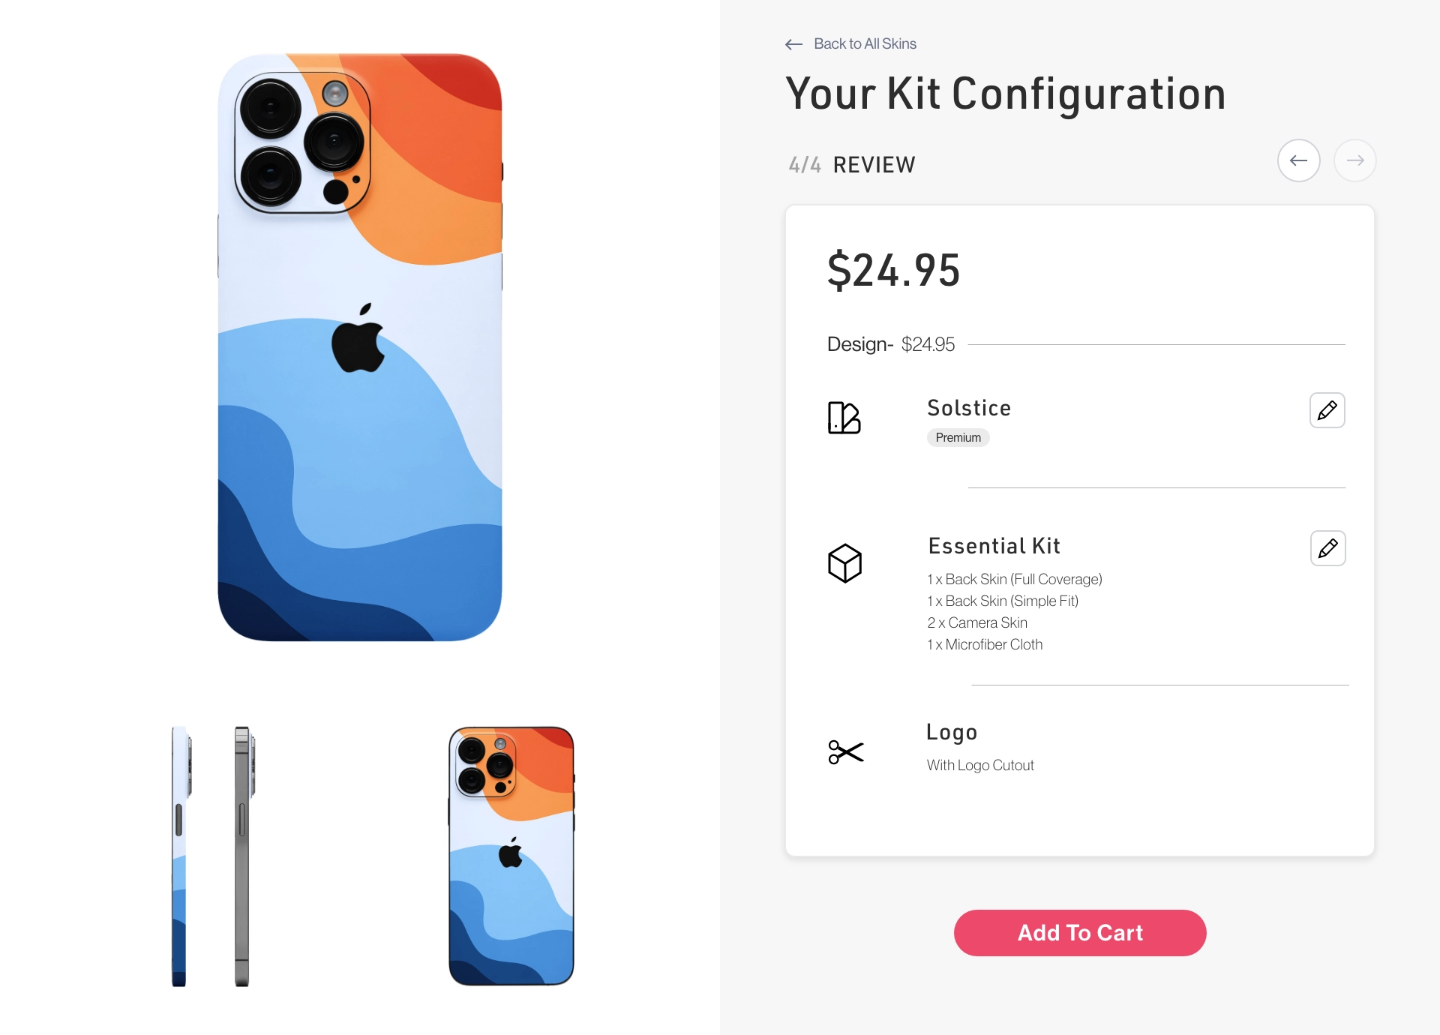 Back to All Skins
Your Kit Configuration
4/4 REVIEW
$24.95
Design- $24.95
Solstice
Premium
Essential Kit
1 x Back Skin (Full Coverage)
1 x Back Skin (Simple Fit)
2 x Camera Skin
1 x Microfiber Cloth
Logo
With Logo Cutout
Add To Cart